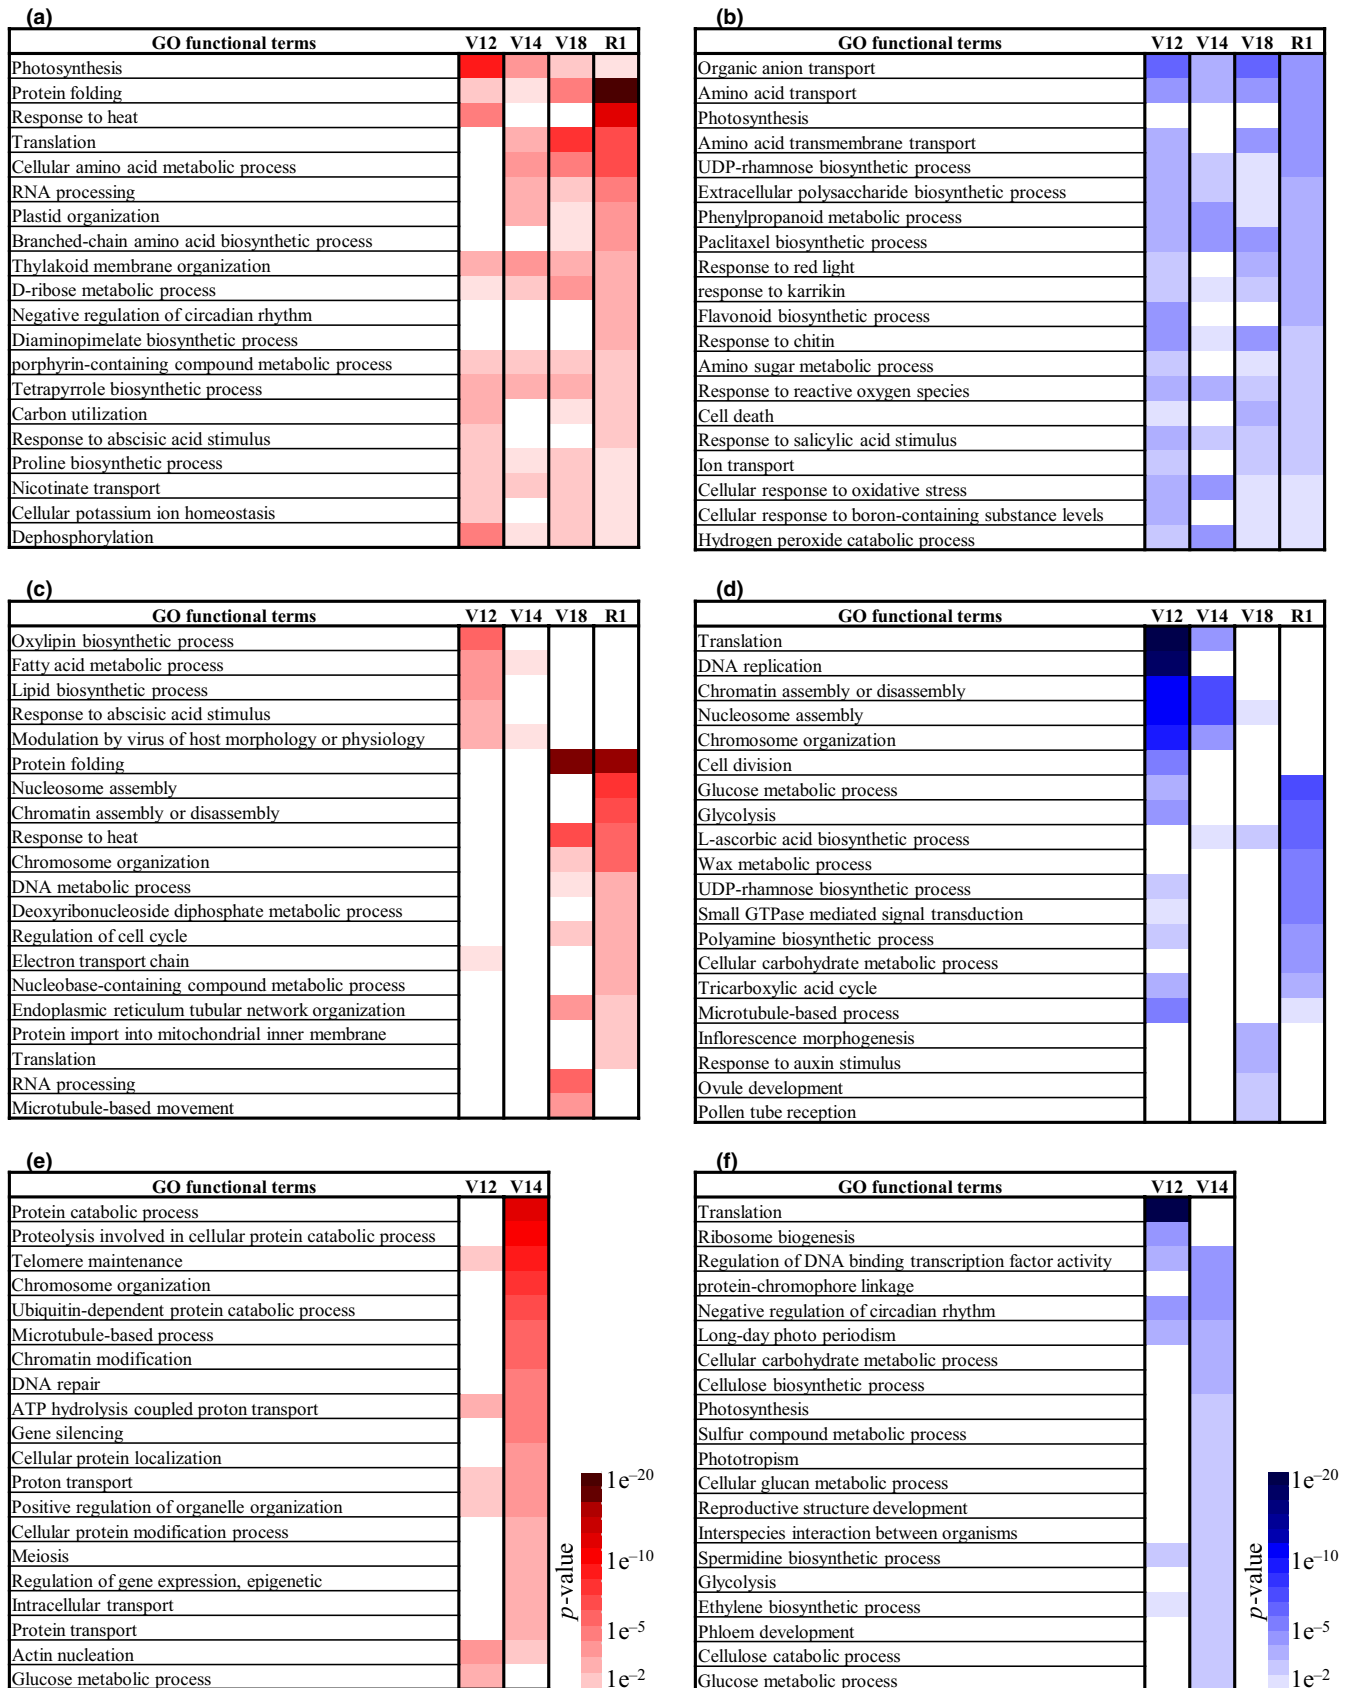 (a)
GO functional terms V12 V14 V18 R1
Photosynthesis
Protein folding
Response to heat
Translation
Cellular amino acid metabolic process
RNA processing
Plastid organization
Branched-chain amino acid biosynthetic process
Thylakoid membrane organization
D-ribose metabolic process
Negative regulation of circadian rhythm
Diaminopimelate biosynthetic process
porphyrin-containing compound metabolic process
Tetrapyrrole biosynthetic process
Carbon utilization
Response to abscisic acid stimulus
Proline biosynthetic process
Nicotinate transport
Cellular potassium ion homeostasis
Dephosphorylation
(b)
GO functional terms V12 V14 V18 R1
Organic anion transport
Amino acid transport
Photosynthesis
Amino acid transmembrane transport
UDP-rhamnose biosynthetic process
Extracellular polysaccharide biosynthetic process
Phenylpropanoid metabolic process
Paclitaxel biosynthetic process
Response to red light
response to karrikin
Flavonoid biosynthetic process
Response to chitin
Amino sugar metabolic process
Response to reactive oxygen species
Cell death
Response to salicylic acid stimulus
Ion transport
Cellular response to oxidative stress
Cellular response to boron-containing substance levels
Hydrogen peroxide catabolic process
(c)
GO functional terms V12 V14 V18 R1
Oxylipin biosynthetic process
Fatty acid metabolic process
Lipid biosynthetic process
Response to abscisic acid stimulus
Modulation by virus of host morphology or physiology
Protein folding
Nucleosome assembly
Chromatin assembly or disassembly
Response to heat
Chromosome organization
DNA metabolic process
Deoxyribonucleoside diphosphate metabolic process
Regulation of cell cycle
Electron transport chain
Nucleobase-containing compound metabolic process
Endoplasmic reticulum tubular network organization
Protein import into mitochondrial inner membrane
Translation
RNA processing
Microtubule-based movement
(d)
GO functional terms V12 V14 V18 R1
Translation
DNA replication
Chromatin assembly or disassembly
Nucleosome assembly
Chromosome organization
Cell division
Glucose metabolic process
Glycolysis
L-ascorbic acid biosynthetic process
Wax metabolic process
UDP-rhamnose biosynthetic process
Small GTPase mediated signal transduction
Polyamine biosynthetic process
Cellular carbohydrate metabolic process
Tricarboxylic acid cycle
Microtubule-based process
Inflorescence morphogenesis
Response to auxin stimulus
Ovule development
Pollen tube reception
(e)
GO functional terms V12 V14
Protein catabolic process
Proteolysis involved in cellular protein catabolic process
Telomere maintenance
Chromosome organization
Ubiquitin-dependent protein catabolic process
Microtubule-based process
Chromatin modification
DNA repair
ATP hydrolysis coupled proton transport
Gene silencing
Cellular protein localization
Proton transport
Positive regulation of organelle organization
Cellular protein modification process
Meiosis
Regulation of gene expression, epigenetic
Intracellular transport
Protein transport
Actin nucleation
Glucose metabolic process
p-value
1e–20
1e–10
1e–5
1e–2
(f)
GO functional terms V12 V14
Translation
Ribosome biogenesis
Regulation of DNA binding transcription factor activity
protein-chromophore linkage
Negative regulation of circadian rhythm
Long-day photo periodism
Cellular carbohydrate metabolic process
Cellulose biosynthetic process
Photosynthesis
Sulfur compound metabolic process
Phototropism
Cellular glucan metabolic process
Reproductive structure development
Interspecies interaction between organisms
Spermidine biosynthetic process
Glycolysis
Ethylene biosynthetic process
Phloem development
Cellulose catabolic process
Glucose metabolic process
p-value
1e–20
1e–10
1e–5
1e–2